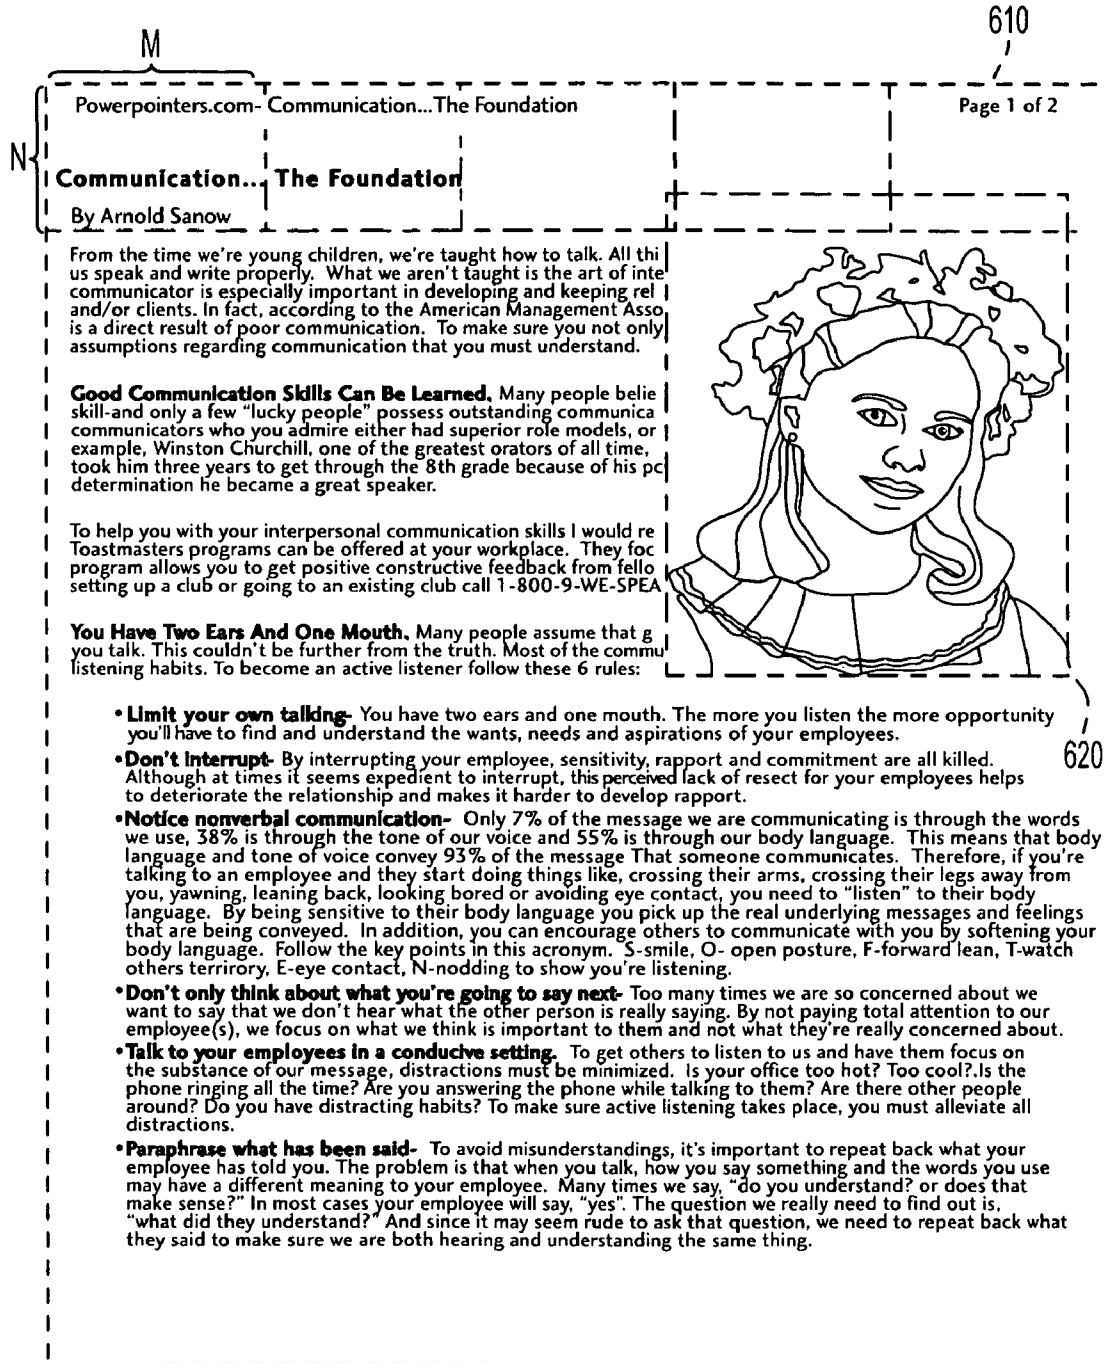 610
M
N
Powerpointers.com- Communication...The Foundation
Page 1 of 2
Communication... The Foundation
By Arnold Sanow
From the time we're young children, we're taught how to talk. All thi
us speak and write properly. What we aren't taught is the art of inte
communicator is especially important in developing and keeping rel
and/or clients. In fact, according to the American Management Asso
is a direct result of poor communication. To make sure you not only
assumptions regarding communication that you must understand.
Good Communication Skills Can Be Learned. Many people belie
skill-and only a few "lucky people" possess outstanding communica
communicators who you admire either had superior role models, or
example, Winston Churchill, one of the greatest orators of all time,
took him three years to get through the 8th grade because of his pc
determination he became a great speaker.
To help you with your interpersonal communication skills I would re
Toastmasters programs can be offered at your workplace. They foc
program allows you to get positive constructive feedback from fello
setting up a club or going to an existing club call 1-800-9-WE-SPEA
You Have Two Ears And One Mouth. Many people assume that g
you talk. This couldn't be further from the truth. Most of the commu
listening habits. To become an active listener follow these 6 rules:
620
•Limit your own talking- You have two ears and one mouth. The more you listen the more opportunity
you'll have to find and understand the wants, needs and aspirations of your employees.
•Don't interrupt- By interrupting your employee, sensitivity, rapport and commitment are all killed.
Although at times it seems expedient to interrupt, this perceived lack of resect for your employees helps
to deteriorate the relationship and makes it harder to develop rapport.
•Notice nonverbal communication- Only 7% of the message we are communicating is through the words
we use, 38% is through the tone of our voice and 55% is through our body language. This means that body
language and tone of voice convey 93% of the message That someone communicates. Therefore, if you're
talking to an employee and they start doing things like, crossing their arms, crossing their legs away from
you, yawning, leaning back, looking bored or avoiding eye contact, you need to "listen" to their body
language. By being sensitive to their body language you pick up the real underlying messages and feelings
that are being conveyed. In addition, you can encourage others to communicate with you by softening your
body language. Follow the key points in this acronym. S-smile, O- open posture, F-forward lean, T-watch
others terrirory, E-eye contact, N-nodding to show you're listening.
•Don't only think about what you're going to say next- Too many times we are so concerned about we
want to say that we don't hear what the other person is really saying. By not paying total attention to our
employee(s), we focus on what we think is important to them and not what they're really concerned about.
•Talk to your employees in a conducive setting. To get others to listen to us and have them focus on
the substance of our message, distractions must be minimized. Is your office too hot? Too cool?.Is the
phone ringing all the time? Are you answering the phone while talking to them? Are there other people
around? Do you have distracting habits? To make sure active listening takes place, you must alleviate all
distractions.
•Paraphrase what has been said- To avoid misunderstandings, it's important to repeat back what your
employee has told you. The problem is that when you talk, how you say something and the words you use
may have a different meaning to your employee. Many times we say, "do you understand? or does that
make sense?" In most cases your employee will say, "yes". The question we really need to find out is,
"what did they understand?" And since it may seem rude to ask that question, we need to repeat back what
they said to make sure we are both hearing and understanding the same thing.